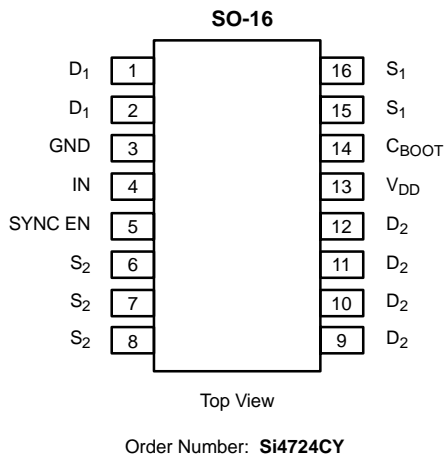 SO-16
D1 1 16 S1
D1 2 15 S1
GND 3 14 CBOOT
IN 4 13 VDD
SYNC EN 5 12 D2
S2 6 11 D2
S2 7 10 D2
S2 8 9 D2
Top View
Order Number: Si4724CY